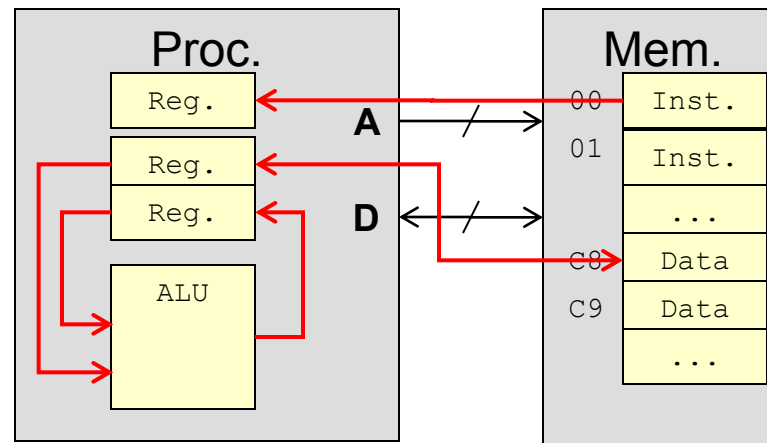 Proc.
Reg.
Reg.
Reg.
ALU
A
D
Mem.
00 Inst.
01 Inst.
...
C8 Data
C9 Data
...